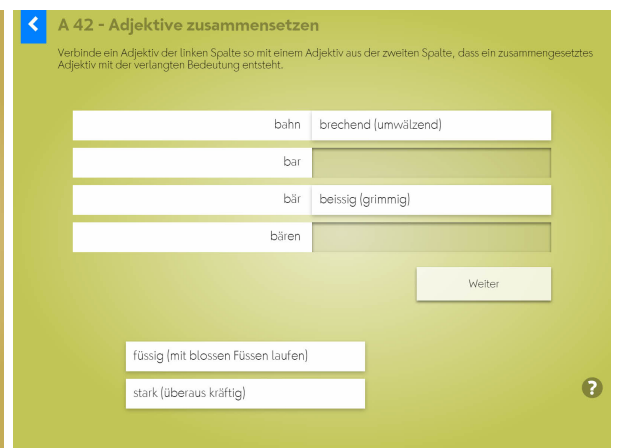 A 42 - Adjektive zusammensetzen
Verbinde ein Adjektiv der linken Spalte so mit einem Adjektiv aus der zweiten Spalte, dass ein zusammengesetztes
Adjektiv mit der verlangten Bedeutung entsteht.
bahn brechend (umwälzend)
bar
bär beissig (grimmig)
bären
Weiter
füssig (mit blossen Füssen laufen)
stark (überaus kräftig)
?